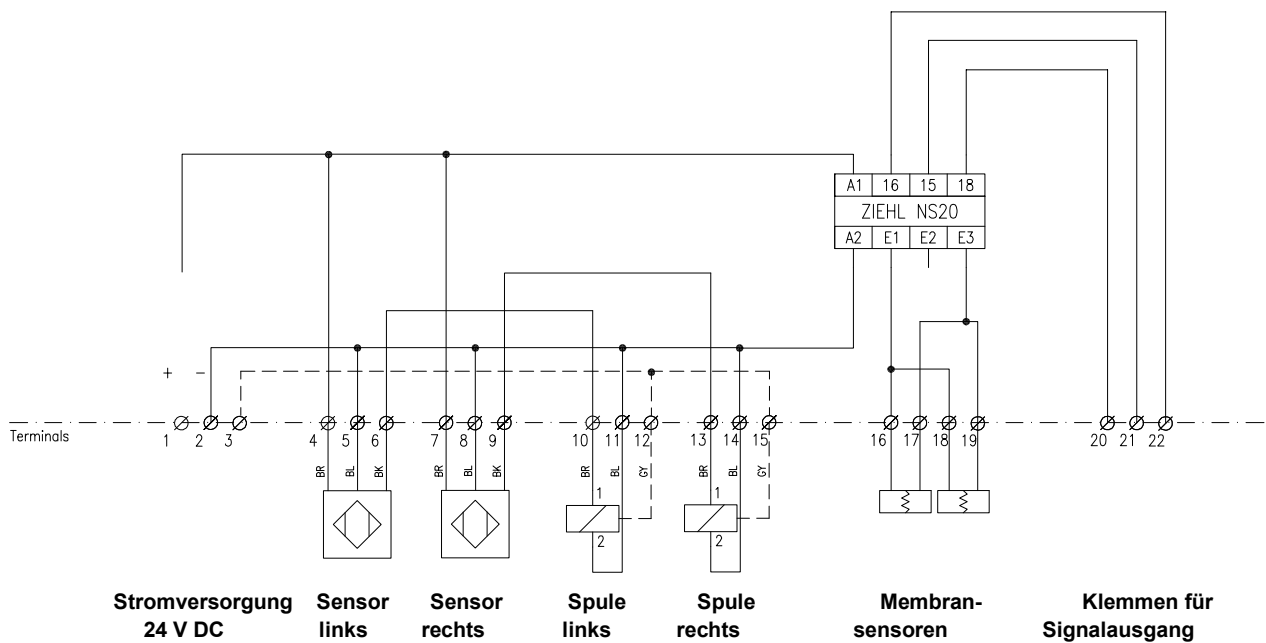 A1 16 15 18
ZIEHL NS20
A2 E1 E2 E3
+ -
Terminals
1 2 3 4 5 6 7 8 9 10 11 12 13 14 15 16 17 18 19 20 21 22
BR BL BK BR BL BK BR BL GY BR BL GY
1 1
2 2
Stromversorgung Sensor Sensor Spule Spule Membran- Klemmen für
24 V DC links rechts links rechts sensoren Signalausgang